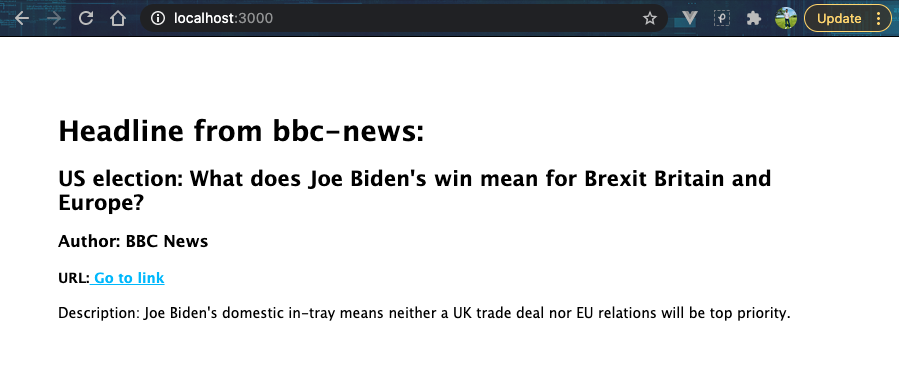 localhost:3000
Update
Headline from bbc-news:
US election: What does Joe Biden's win mean for Brexit Britain and
Europe?
Author: BBC News
URL: Go to link
Description: Joe Biden's domestic in-tray means neither a UK trade deal nor EU relations will be top priority.